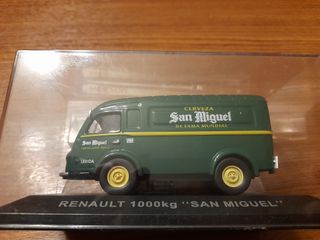 CERVEZA
San Miguel
DE FAMA MUNDIAL
San Miguel
LERIDA
RENAULT 1000kg "SAN MIGUEL"